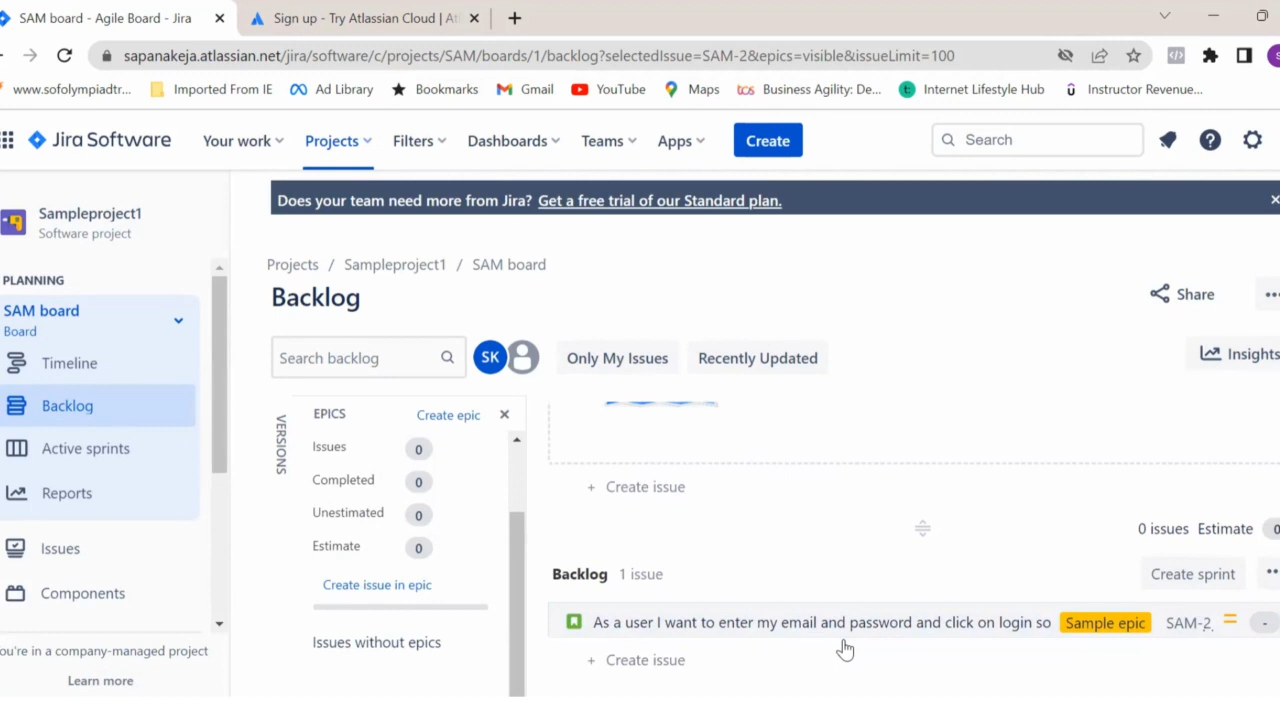 SAM board - Agile Board - Jira
Sign up - Try Atlassian Cloud | At
sapanakeja.atlassian.net/jira/software/c/projects/SAM/boards/1/backlog?selectedIssue=SAM-2&epics=visible&issueLimit=100
www.sofolympiadtr... Imported From IE Ad Library Bookmarks Gmail YouTube Maps tcs Business Agility: De... Internet Lifestyle Hub Instructor Revenue...
Jira Software Your work Projects Filters Dashboards Teams Apps Create Search
Does your team need more from Jira? Get a free trial of our Standard plan.
Sampleproject1
Software project
PLANNING
SAM board
Board
Timeline
Backlog
Active sprints
Reports
Issues
Components
You're in a company-managed project
Learn more
Projects / Sampleproject1 / SAM board
Backlog
Share
Search backlog SK Only My Issues Recently Updated
Insights
VERSIONS
EPICS Create epic
Issues 0
Completed 0
Unestimated 0
Estimate 0
Create issue in epic
Issues without epics
+ Create issue
0 issues Estimate 0
Backlog 1 issue Create sprint
As a user I want to enter my email and password and click on login so Sample epic SAM-2 -
+ Create issue